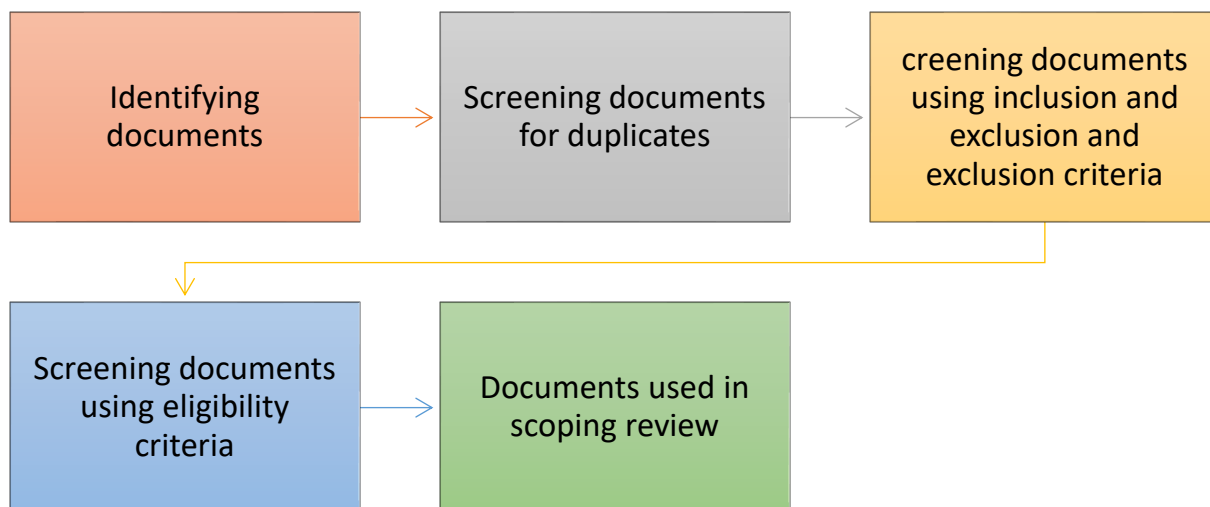 Identifying
documents
Screening documents
for duplicates
creening documents
using inclusion and
exclusion and
exclusion criteria
Screening documents
using eligibility
criteria
Documents used in
scoping review